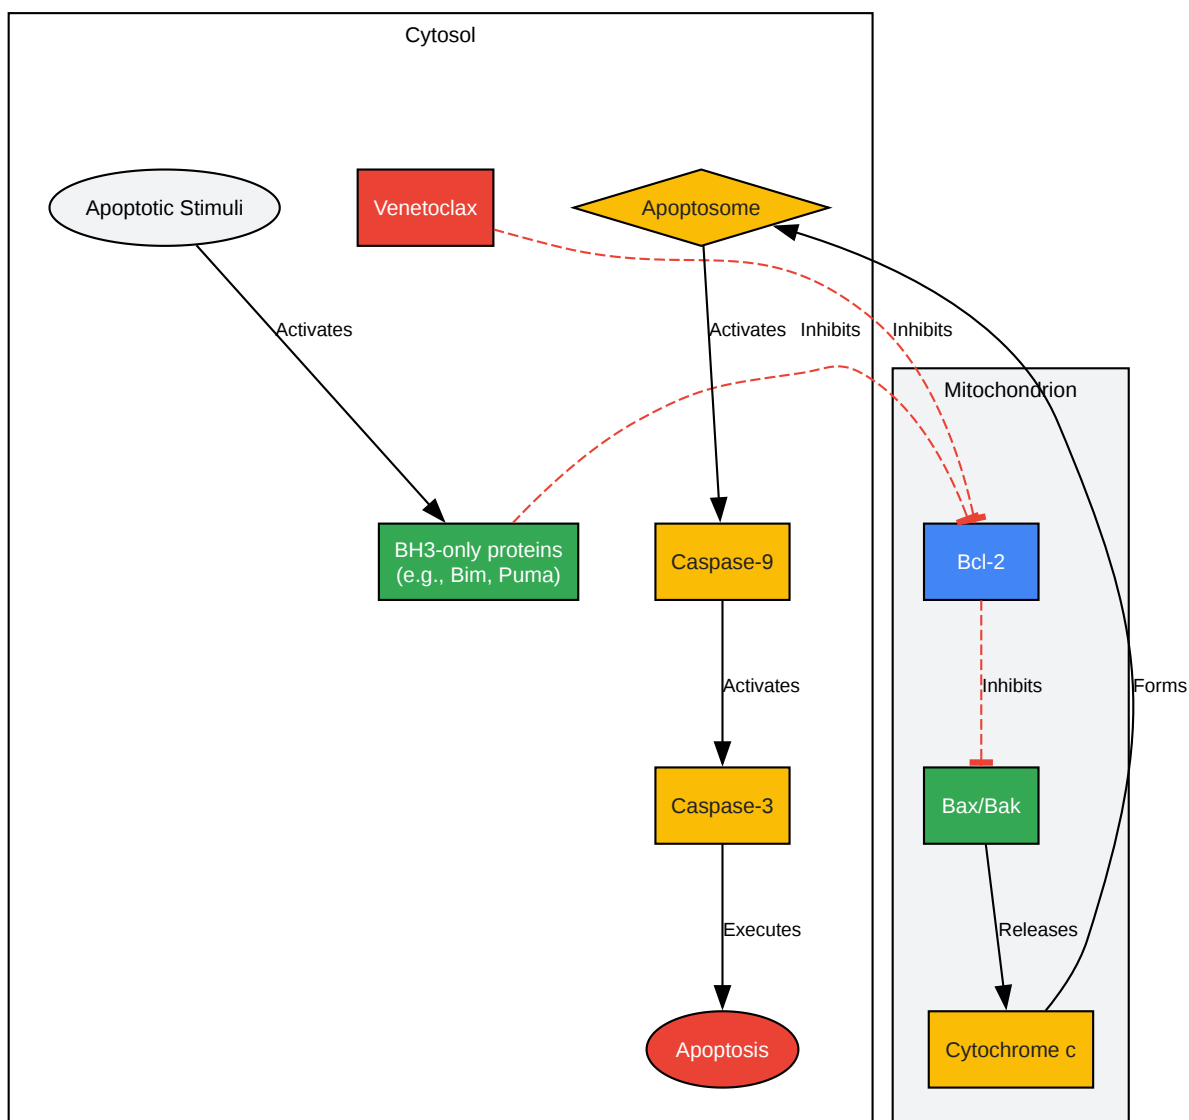 Cytosol
Apoptotic Stimuli
Venetoclax
Apoptosome
Activates
Activates
Inhibits
Inhibits
Mitochondrion
BH3-only proteins
(e.g., Bim, Puma)
Caspase-9
Bcl-2
Activates
Inhibits
Forms
Caspase-3
Bax/Bak
Executes
Releases
Apoptosis
Cytochrome c